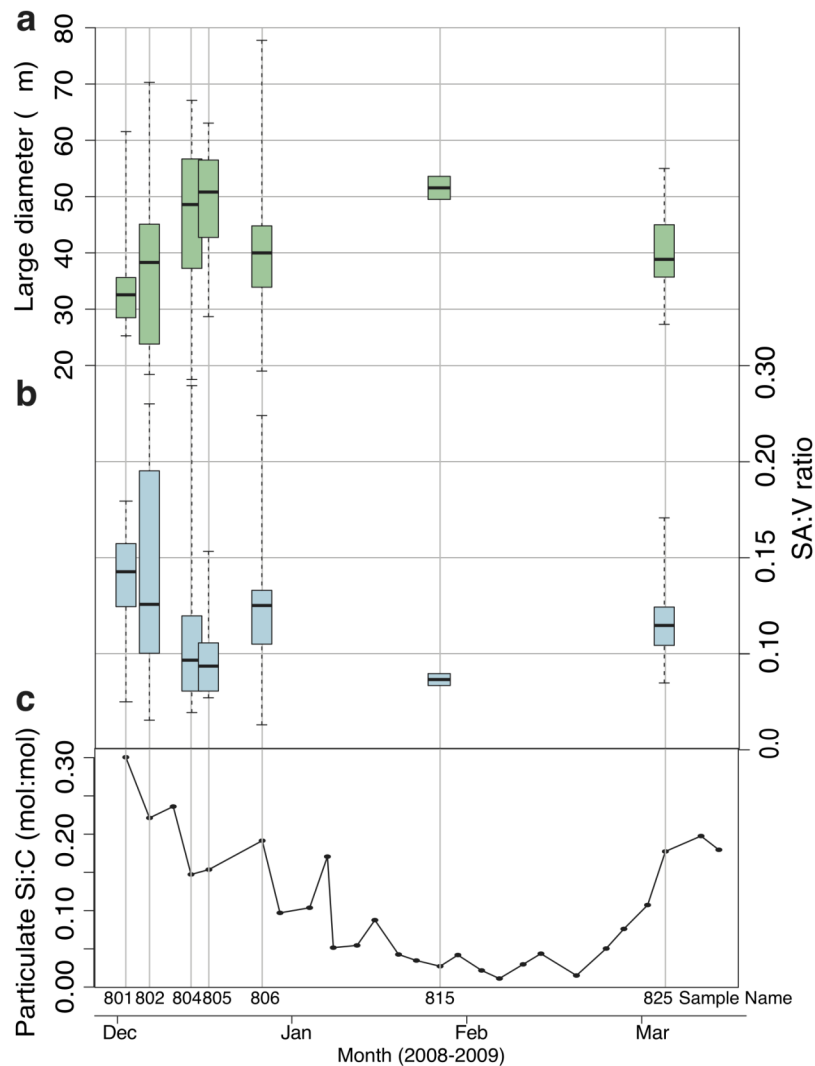 a
80
70
60
50
40
30
20
Large diameter ( m)
b
0.30
0.20
0.15
0.10
0.0
SA:V ratio
c
0.30
0.20
0.10
0.00
Particulate Si:C (mol:mol)
801 802 804 805 806 815 825 Sample Name
Dec Jan Feb Mar
Month (2008-2009)